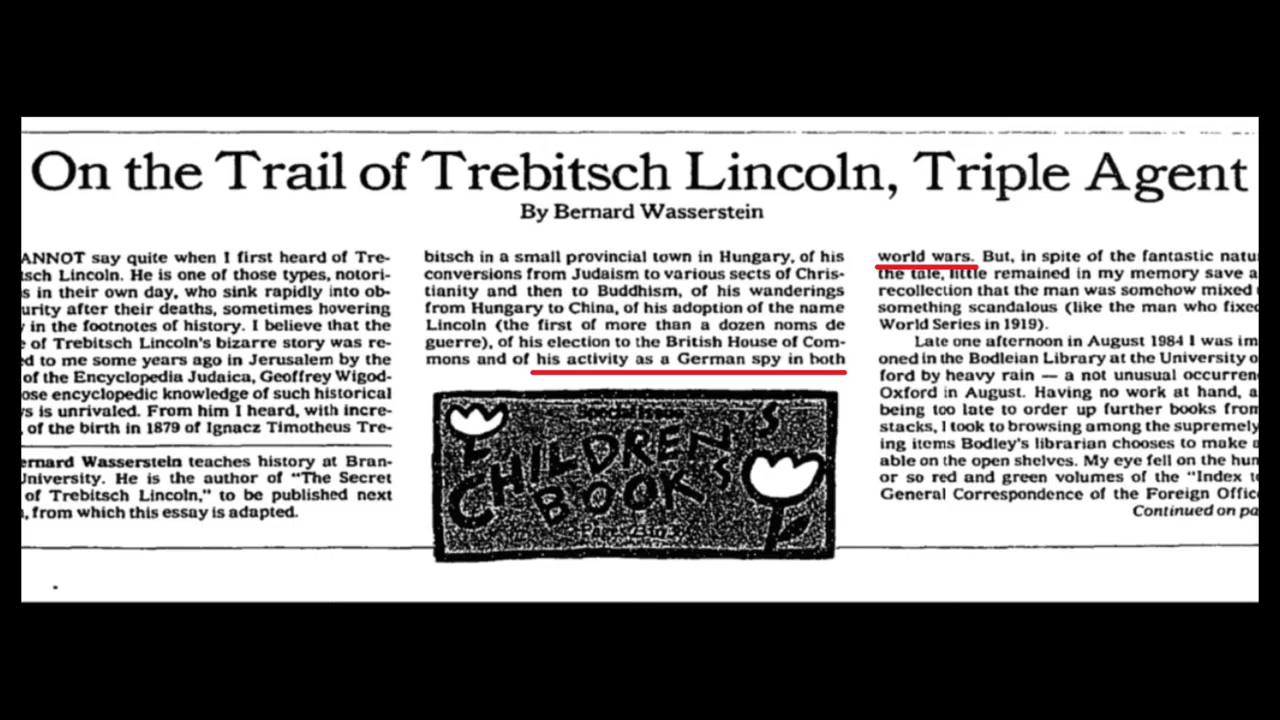 On the Trail of Trebitsch Lincoln, Triple Agent
By Bernard Wasserstein
ANNOT say quite when I first heard of Tre-
tsch Lincoln. He is one of those types, notori-
s in their own day, who sink rapidly into ob-
urity after their deaths, sometimes hovering
in the footnotes of history. I believe that the
of Trebitsch Lincoln's bizarre story was re-
d to me some years ago in Jerusalem by the
of the Encyclopedia Judaica, Geoffrey Wigod-
ose encyclopedic knowledge of such historical
s is unrivaled. From him I heard, with incre-
of the birth in 1879 of Ignacz Timotheus Tre-
ernard Wasserstein teaches history at Bran-
University. He is the author of "The Secret
of Trebitsch Lincoln," to be published next
, from which this essay is adapted.
bitsch in a small provincial town in Hungary, of his
conversions from Judaism to various sects of Chris-
tianity and then to Buddhism, of his wanderings
from Hungary to China, of his adoption of the name
Lincoln (the first of more than a dozen noms de
guerre), of his election to the British House of Com-
mons and of his activity as a German spy in both
Special Issue
CHILDREN'S
BOOKS
world wars. But, in spite of the fantastic natu
the tale, little remained in my memory save a
recollection that the man was somehow mixed
something scandalous (like the man who fixed
World Series in 1919).
Late one afternoon in August 1984 I was im
oned in the Bodleian Library at the University o
ford by heavy rain — a not unusual occurren
Oxford in August. Having no work at hand, a
being too late to order up further books from
stacks, I took to browsing among the supremely
ing items Bodley's librarian chooses to make a
able on the open shelves. My eye fell on the hun
or so red and green volumes of the "Index to
General Correspondence of the Foreign Offic
Continued on pa